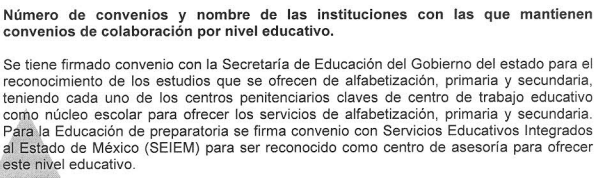 Número de convenios y nombre de las instituciones con las que mantienen
convenios de colaboración por nivel educativo.
Se tiene firmado convenio con la Secretaría de Educación del Gobierno del estado para el
reconocimiento de los estudios que se ofrecen de alfabetización, primaria y secundaria,
teniendo cada uno de los centros penitenciarios claves de centro de trabajo educativo
como núcleo escolar para ofrecer los servicios de alfabetización, primaria y secundaria.
Para la Educación de preparatoria se firma convenio con Servicios Educativos Integrados
al Estado de México (SEIEM) para ser reconocido como centro de asesoría para ofrecer
este nivel educativo.